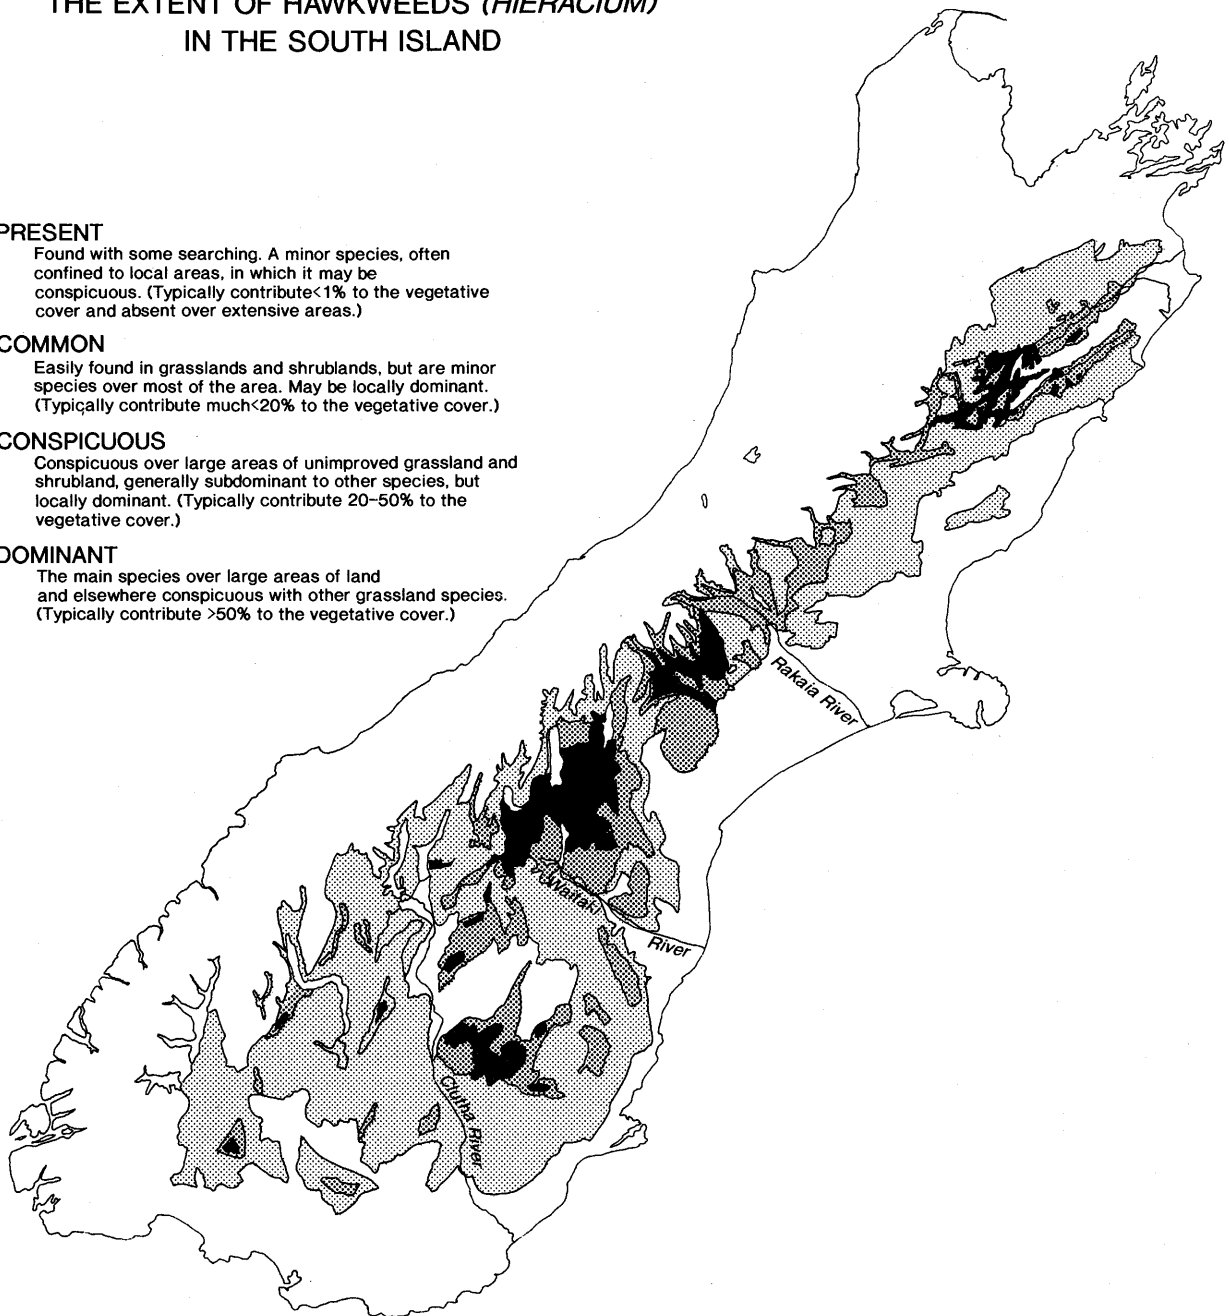 THE EXTENT OF HAWKWEEDS (HIERACIUM)
IN THE SOUTH ISLAND
PRESENT
Found with some searching. A minor species, often
confined to local areas, in which it may be
conspicuous. (Typically contribute<1% to the vegetative
cover and absent over extensive areas.)
COMMON
Easily found in grasslands and shrublands, but are minor
species over most of the area. May be locally dominant.
(Typically contribute much<20% to the vegetative cover.)
CONSPICUOUS
Conspicuous over large areas of unimproved grassland and
shrubland, generally subdominant to other species, but
locally dominant. (Typically contribute 20-50% to the
vegetative cover.)
DOMINANT
The main species over large areas of land
and elsewhere conspicuous with other grassland species.
(Typically contribute >50% to the vegetative cover.)
Rakaia River
Waitaki
River
Clutha River